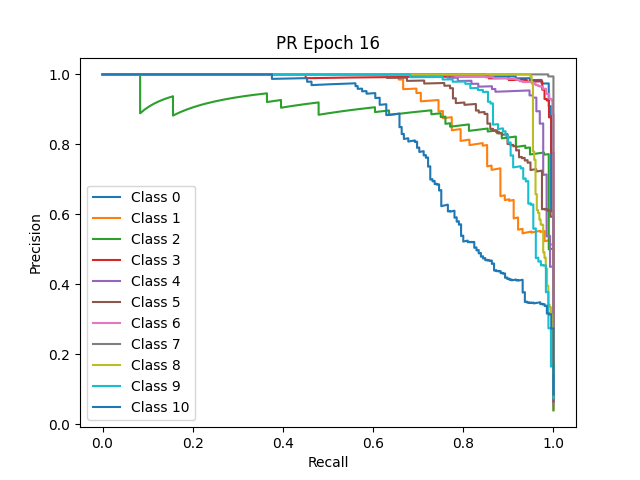 PR Epoch 16
1.0
0.8
0.6
0.4
0.2
0.0
Precision
Class 0
Class 1
Class 2
Class 3
Class 4
Class 5
Class 6
Class 7
Class 8
Class 9
Class 10
0.0 0.2 0.4 0.6 0.8 1.0
Recall